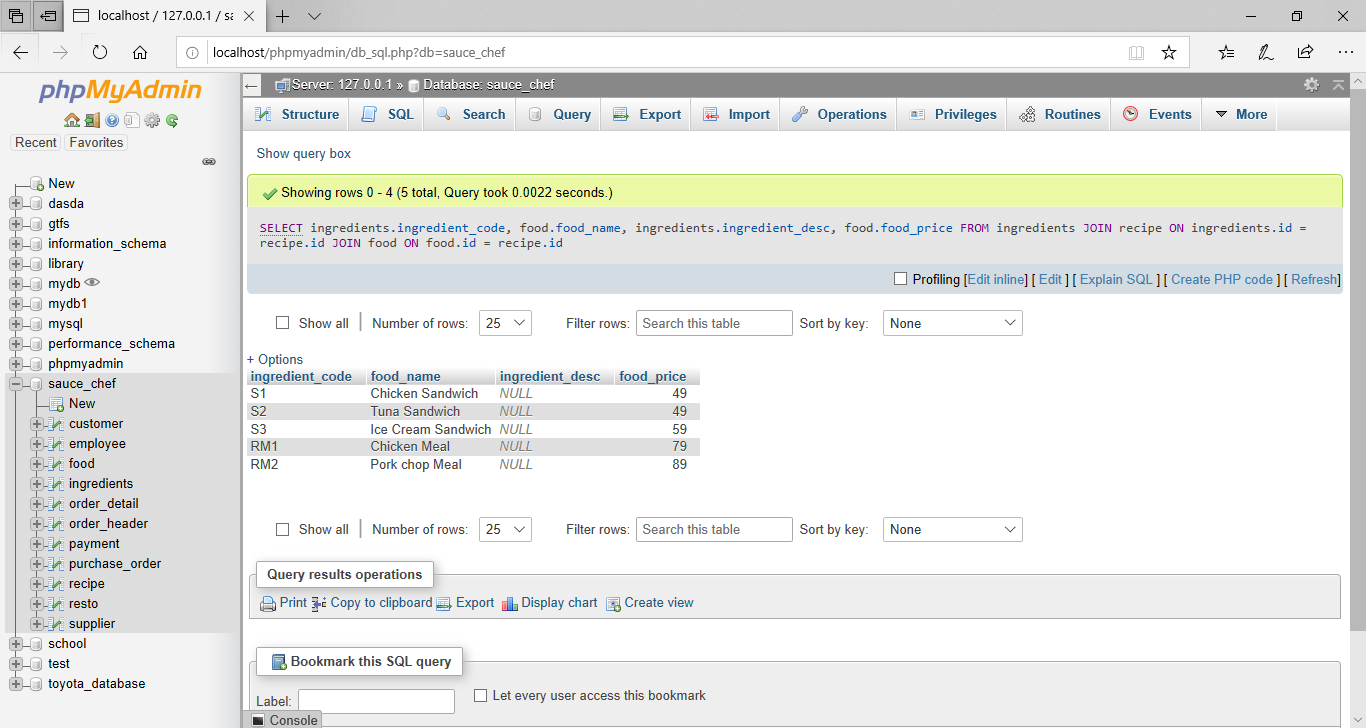 localhost / 127.0.0.1 / sa
localhost/phpmyadmin/db_sql.php?db=sauce_chef
phpMyAdmin
Recent Favorites
New
dasda
gtfs
information_schema
library
mydb
mydb1
mysql
performance_schema
phpmyadmin
sauce_chef
New
customer
employee
food
ingredients
order_detail
order_header
payment
purchase_order
recipe
resto
supplier
school
test
toyota_database
Server: 127.0.0.1 » Database: sauce_chef
Structure SQL Search Query Export Import Operations Privileges Routines Events More
Show query box
Showing rows 0 - 4 (5 total, Query took 0.0022 seconds.)
SELECT ingredients.ingredient_code, food.food_name, ingredients.ingredient_desc, food.food_price FROM ingredients JOIN recipe ON ingredients.id =
recipe.id JOIN food ON food.id = recipe.id
Profiling [Edit inline] [ Edit ] [ Explain SQL ] [ Create PHP code ] [ Refresh]
Show all | Number of rows: 25 Filter rows: Search this table Sort by key: None
+ Options
ingredient_code food_name ingredient_desc food_price
S1 Chicken Sandwich NULL 49
S2 Tuna Sandwich NULL 49
S3 Ice Cream Sandwich NULL 59
RM1 Chicken Meal NULL 79
RM2 Pork chop Meal NULL 89
Show all | Number of rows: 25 Filter rows: Search this table Sort by key: None
Query results operations
Print Copy to clipboard Export Display chart Create view
Bookmark this SQL query
Label: Let every user access this bookmark
Console